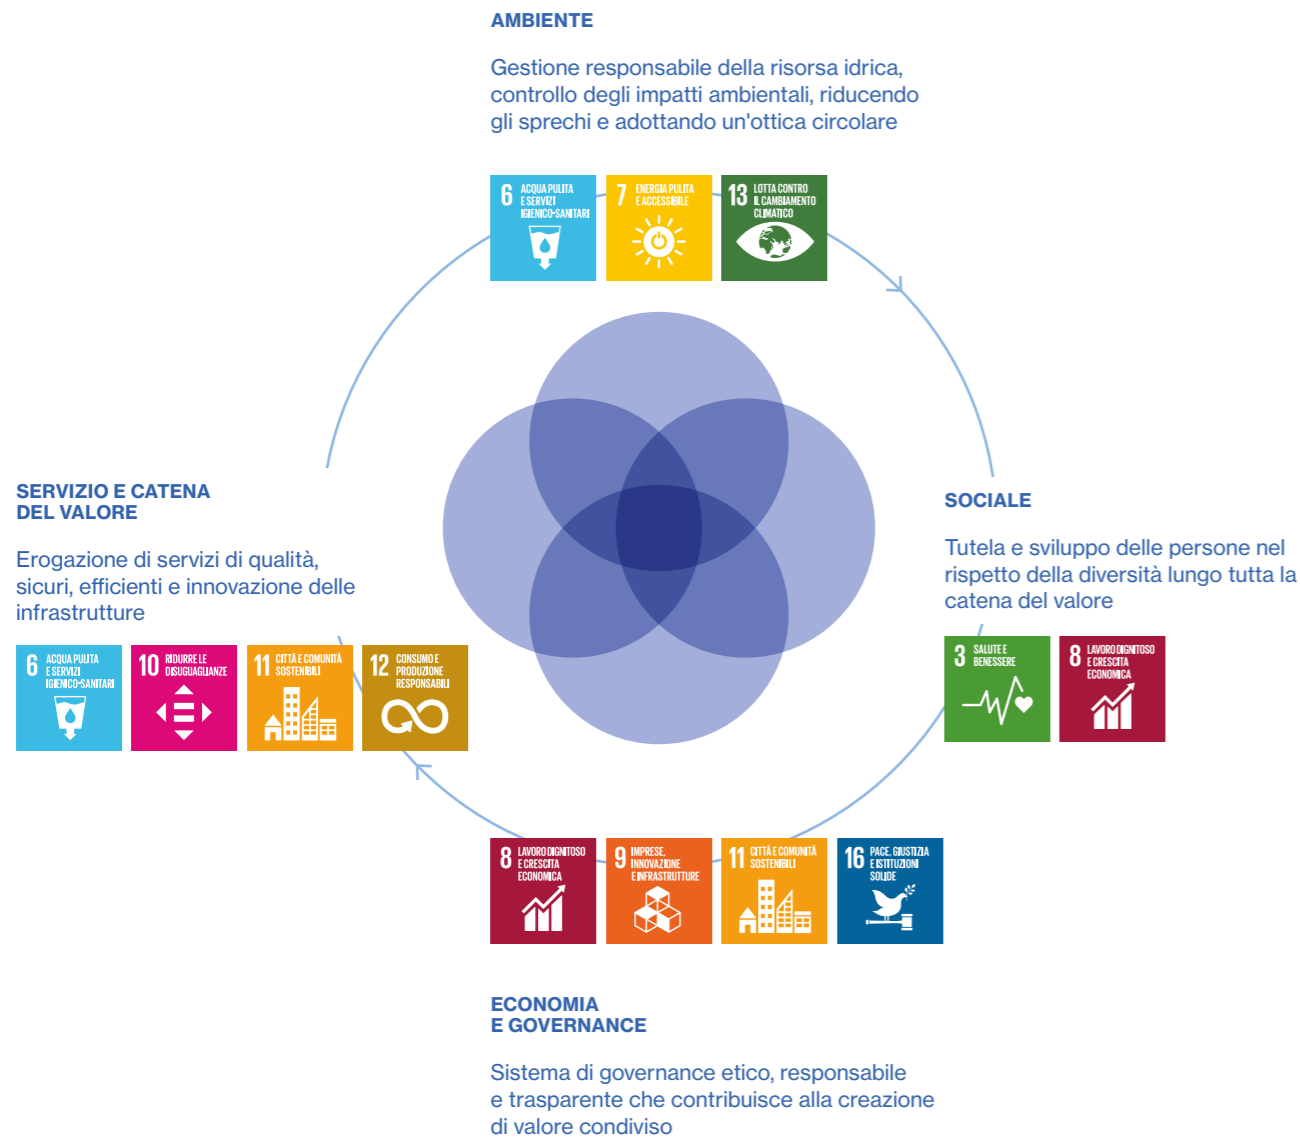 AMBIENTE
Gestione responsabile della risorsa idrica,
controllo degli impatti ambientali, riducendo
gli sprechi e adottando un'ottica circolare
6 ACQUA PULITA
E SERVIZI
IGIENICO-SANITARI
7 ENERGIA PULITA
E ACCESSIBILE
13 LOTTA CONTRO
IL CAMBIAMENTO
CLIMATICO
SERVIZIO E CATENA
DEL VALORE
Erogazione di servizi di qualità,
sicuri, efficienti e innovazione delle
infrastrutture
6 ACQUA PULITA
E SERVIZI
IGIENICO-SANITARI
10 RIDURRE LE
DISUGUAGLIANZE
11 CITTÀ E COMUNITÀ
SOSTENIBILI
12 CONSUMO E
PRODUZIONE
RESPONSABILI
SOCIALE
Tutela e sviluppo delle persone nel
rispetto della diversità lungo tutta la
catena del valore
3 SALUTE E
BENESSERE
8 LAVORO DIGNITOSO
E CRESCITA
ECONOMICA
8 LAVORO DIGNITOSO
E CRESCITA
ECONOMICA
9 IMPRESE,
INNOVAZIONE
E INFRASTRUTTURE
11 CITTÀ E COMUNITÀ
SOSTENIBILI
16 PACE, GIUSTIZIA
E ISTITUZIONI
SOLIDE
ECONOMIA
E GOVERNANCE
Sistema di governance etico, responsabile
e trasparente che contribuisce alla creazione
di valore condiviso